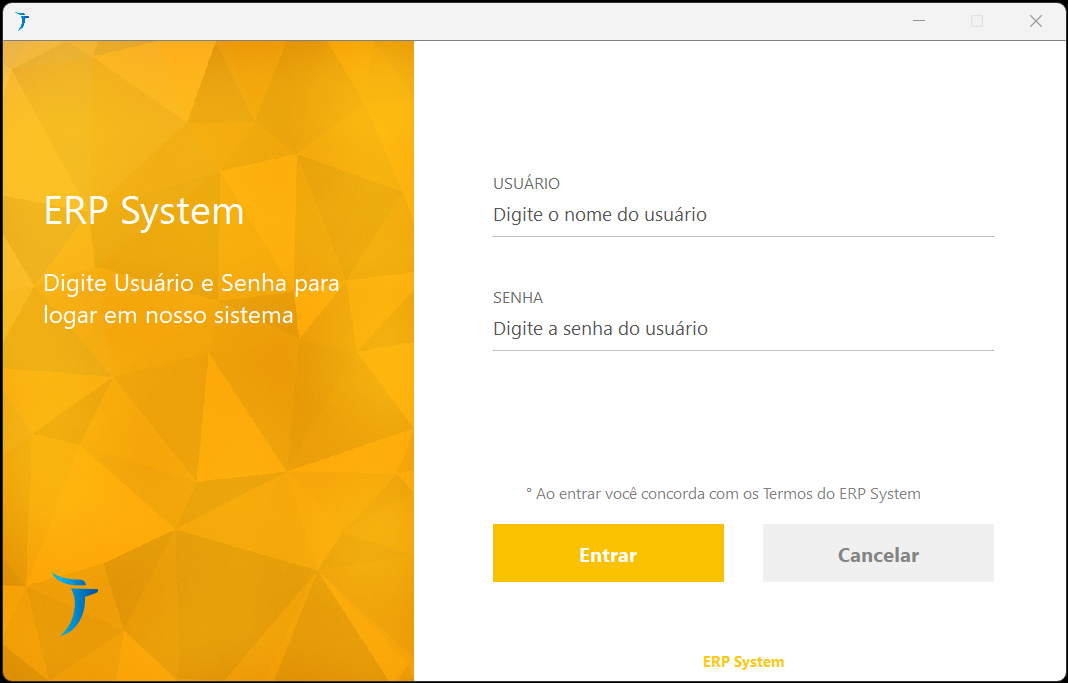 ERP System
Digite Usuário e Senha para
logar em nosso sistema
USUÁRIO
Digite o nome do usuário
SENHA
Digite a senha do usuário
° Ao entrar você concorda com os Termos do ERP System
Entrar
Cancelar
ERP System